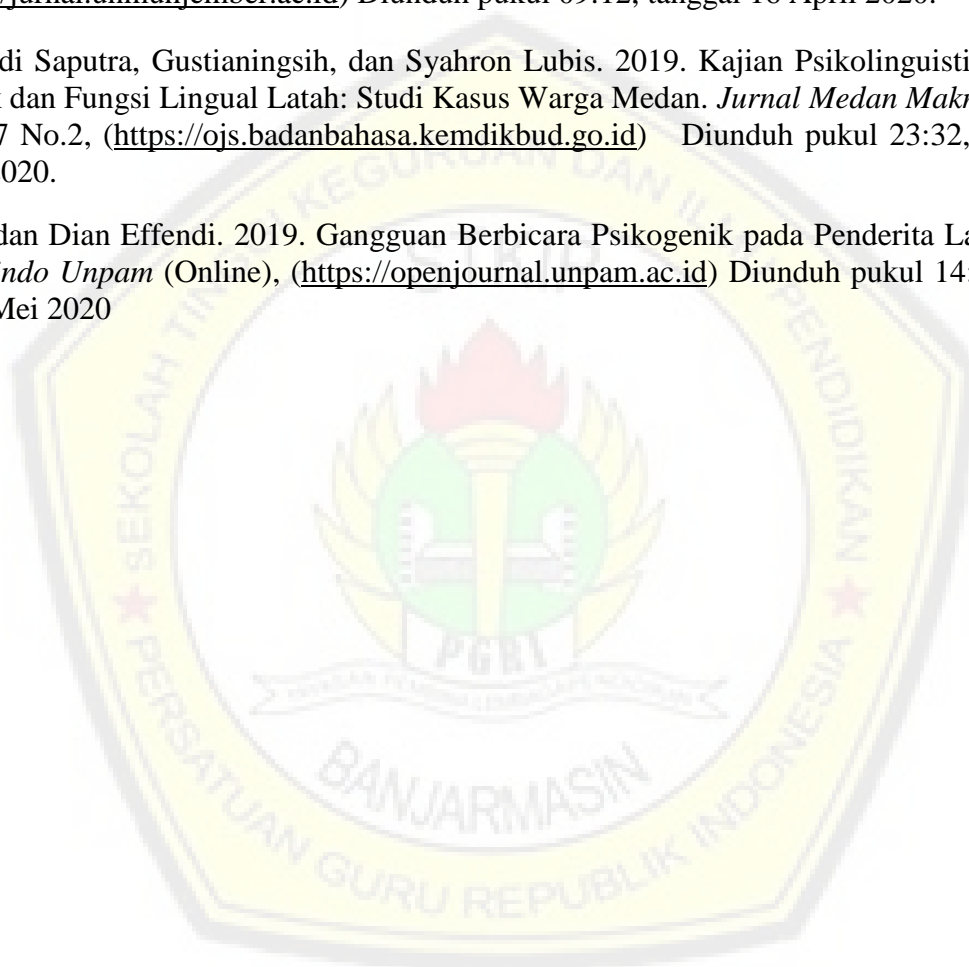 //jurnal.unmuhjember.ac.id) Diunduh pukul 09:12, tanggal 16 April 2020.
di Saputra, Gustianingsih, dan Syahron Lubis. 2019. Kajian Psikolinguisti
dan Fungsi Lingual Latah: Studi Kasus Warga Medan. Jurnal Medan Makn
7 No.2, (https://ojs.badanbahasa.kemdikbud.go.id) Diunduh pukul 23:32,
2020.
dan Dian Effendi. 2019. Gangguan Berbicara Psikogenik pada Penderita La
indo Unpam (Online), (https://openjournal.unpam.ac.id) Diunduh pukul 14:
Mei 2020
SEKOLAH TINGGI KEGURUAN DAN ILMU PENDIDIKAN
STKIP
PGRI
BANJARMASIN
PERSATUAN GURU REPUBLIK INDONESIA